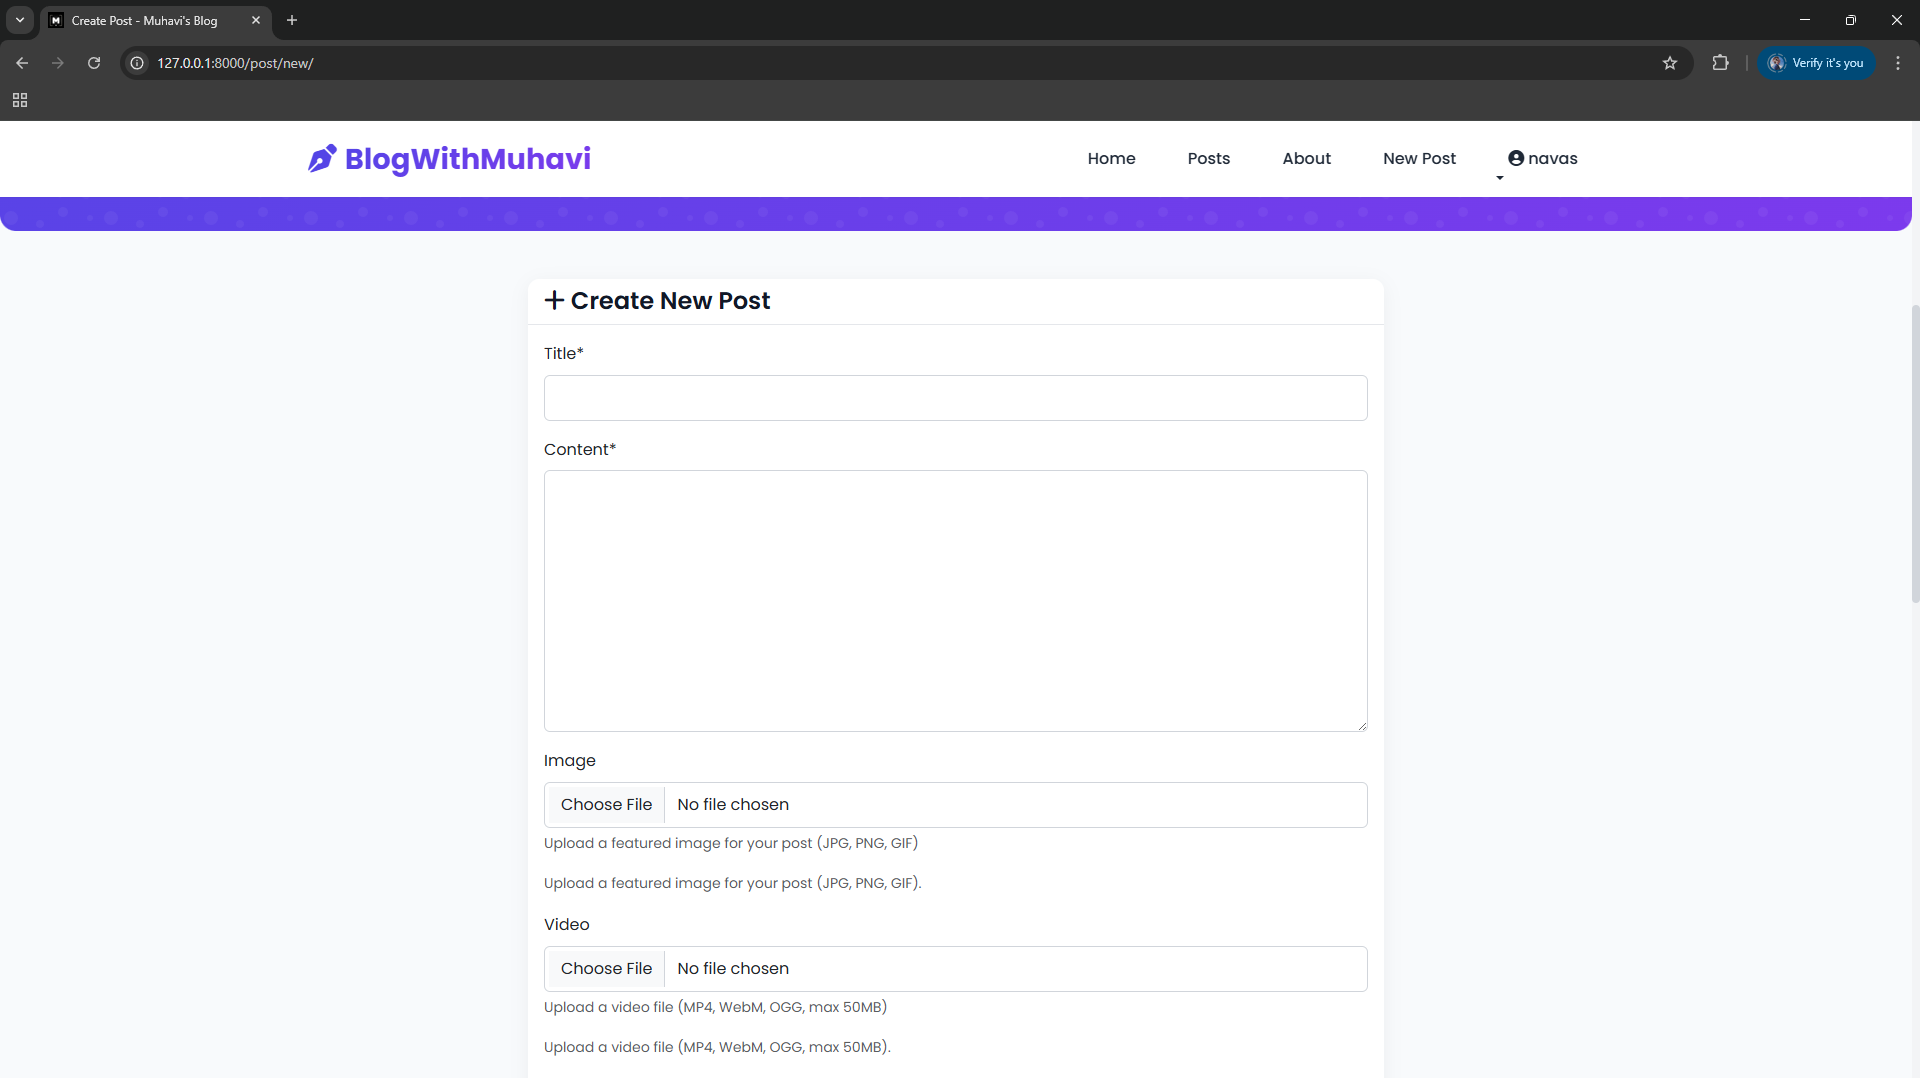 Create Post - Muhavi's Blog
127.0.0.1:8000/post/new/
Verify it's you
BlogWithMuhavi
Home Posts About New Post navas
Create New Post
Title*
Content*
Image
Choose File No file chosen
Upload a featured image for your post (JPG, PNG, GIF)
Upload a featured image for your post (JPG, PNG, GIF).
Video
Choose File No file chosen
Upload a video file (MP4, WebM, OGG, max 50MB)
Upload a video file (MP4, WebM, OGG, max 50MB).